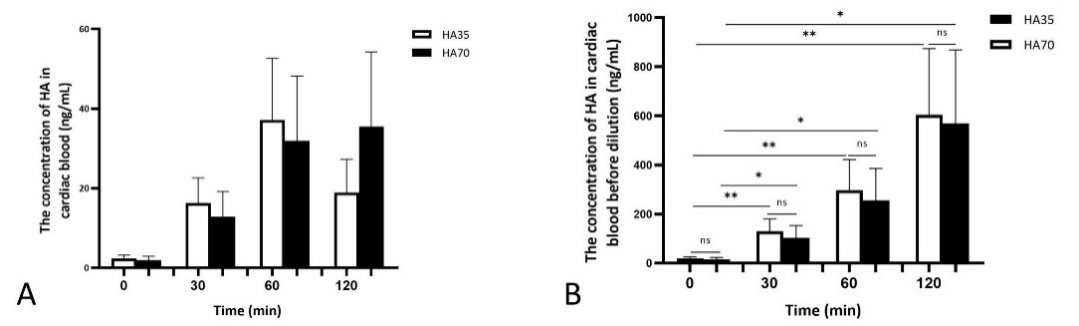 The concentration of HA in
cardiac blood (ng/mL)
60
40
20
0
0 30 60 120
Time (min)
HA35
HA70
A
The concentration of HA in cardiac
blood before dilution (ng/mL)
1000
800
600
400
200
0
*
**
ns
*
**
ns
*
**
ns
ns
0 30 60 120
Time (min)
HA35
HA70
B